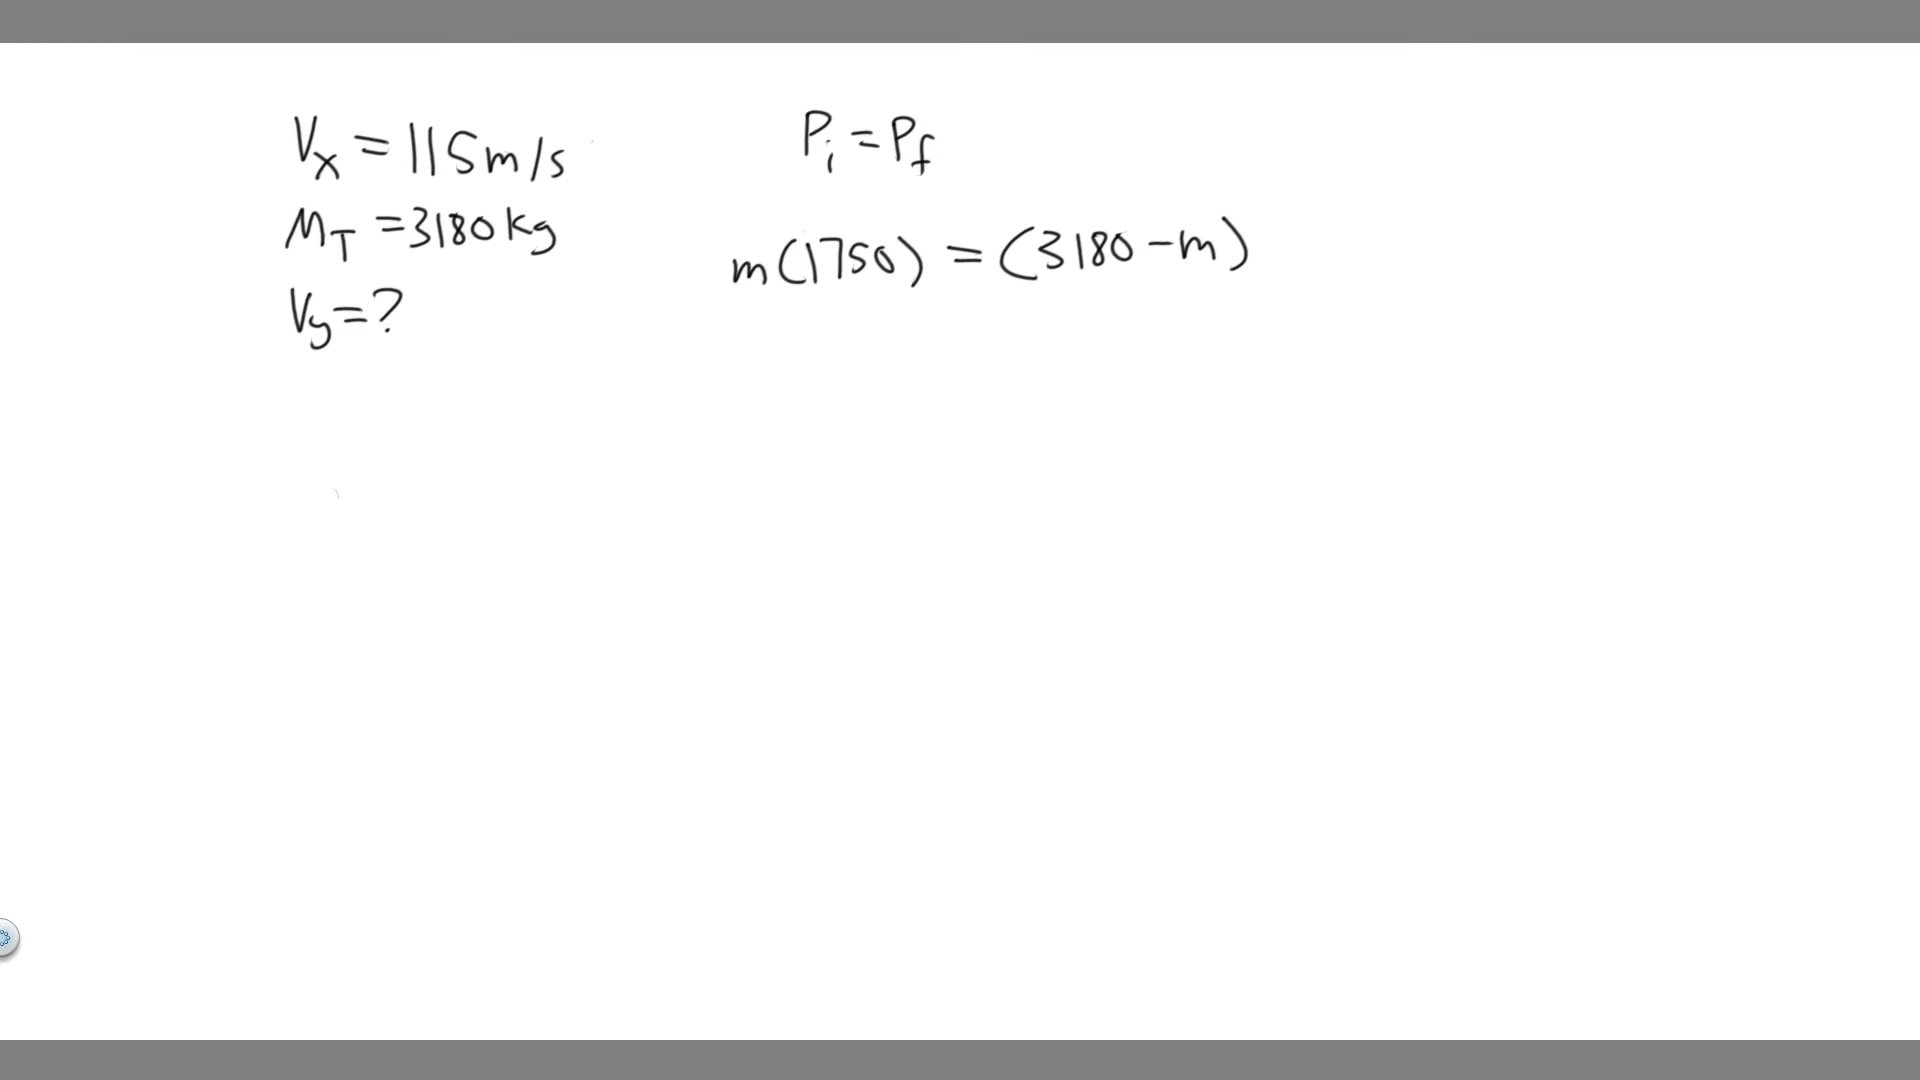 Vx = 115 m/s
MT = 3180 kg
Vy = ?
Pi = Pf
m(1750) = (3180 - m)